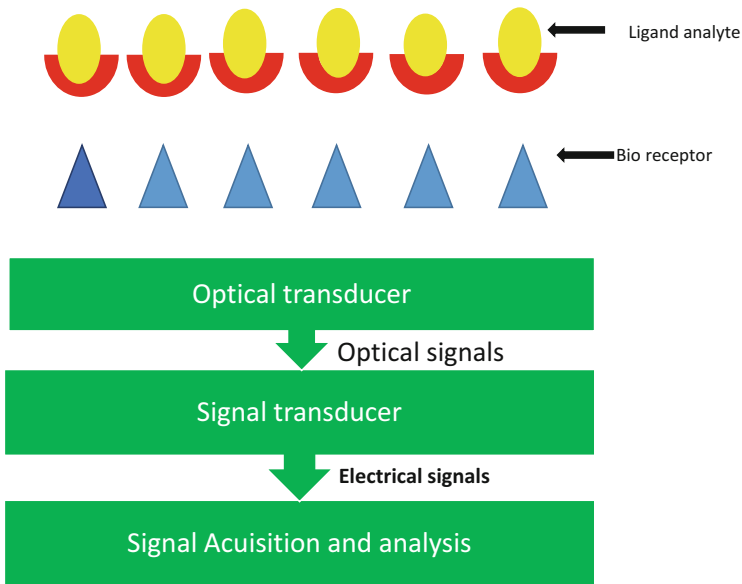 Ligand analyte
Bio receptor
Optical transducer
Optical signals
Signal transducer
Electrical signals
Signal Acuisition and analysis